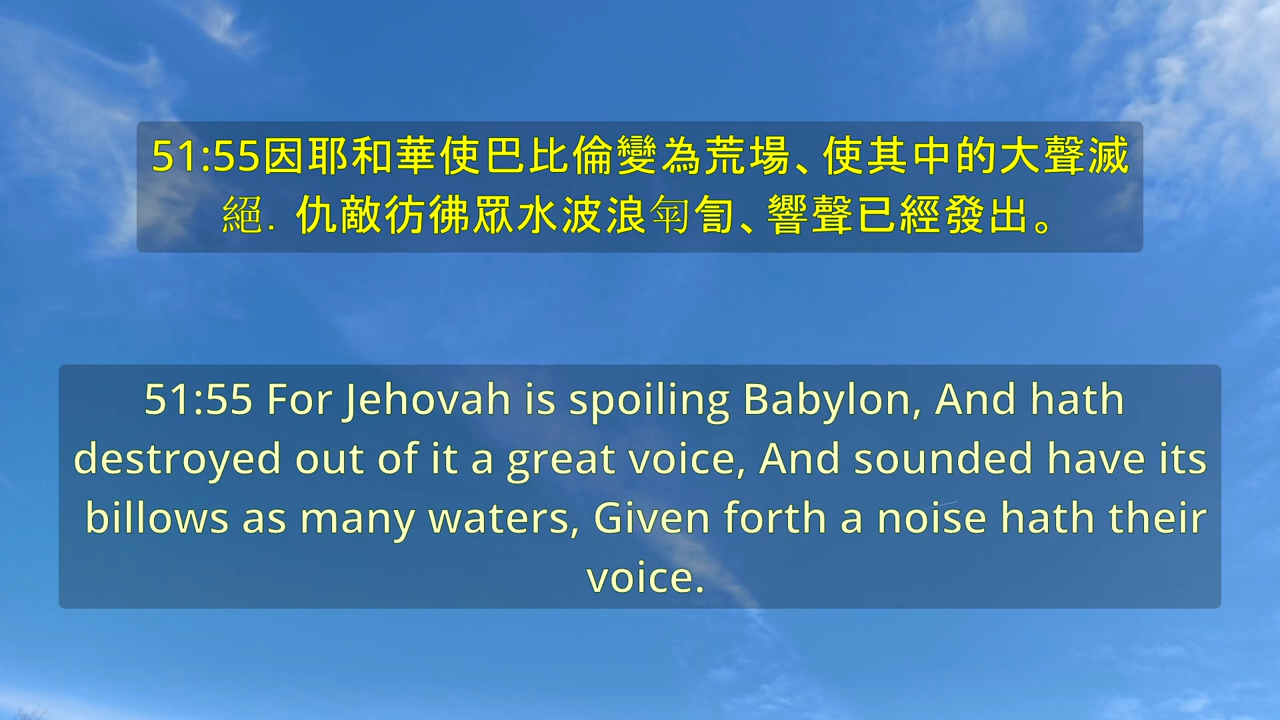 51:55因耶和華使巴比倫變為荒場、使其中的大聲滅
絕．仇敵彷彿眾水波浪匉訇、響聲已經發出。
51:55 For Jehovah is spoiling Babylon, And hath
destroyed out of it a great voice, And sounded have its
billows as many waters, Given forth a noise hath their
voice.